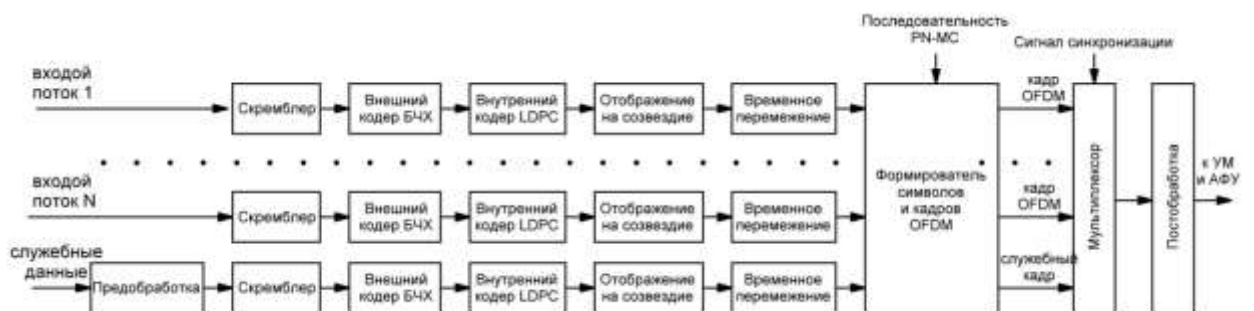 Последовательность
PN-MC
Сигнал синхронизации
входой
поток 1
Скремблер
Внешний
кодер БЧХ
Внутренний
кодер LDPC
Отображение
на созвездие
Временное
перемежение
кадр
OFDM
входой
поток N
Скремблер
Внешний
кодер БЧХ
Внутренний
кодер LDPC
Отображение
на созвездие
Временное
перемежение
Формирователь
символов
и кадров
OFDM
кадр
OFDM
Мультиплексор
Постобработка
к УМ
и АФУ
служебные
данные
Предобработка
Скремблер
Внешний
кодер БЧХ
Внутренний
кодер LDPC
Отображение
на созвездие
Временное
перемежение
служебный
кадр